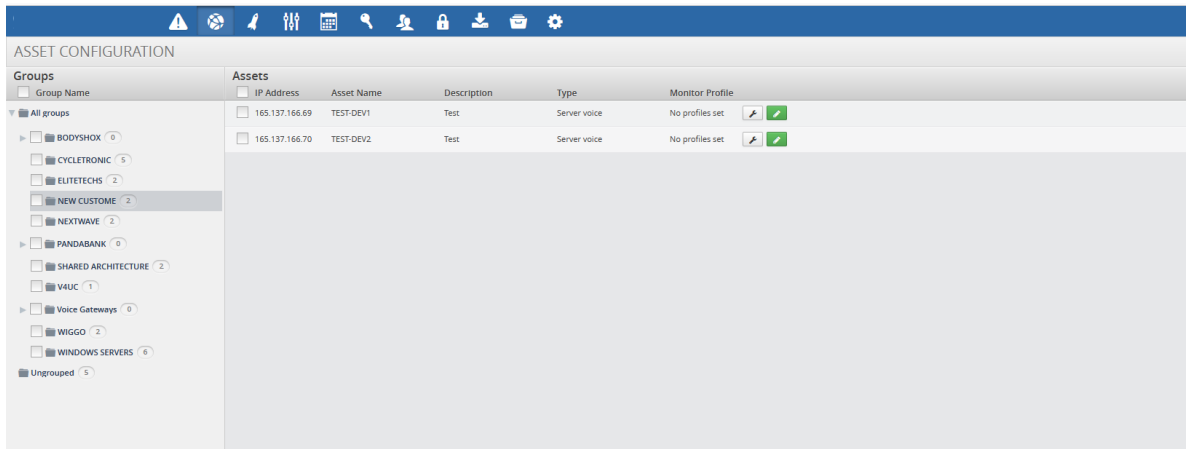 ASSET CONFIGURATION
Groups
Group Name
All groups
BODYSHOX 0
CYCLETRONIC 5
ELITETECHS 2
NEW CUSTOME 2
NEXTWAVE 2
PANDABANK 0
SHARED ARCHITECTURE 2
V4UC 1
Voice Gateways 0
WIGGO 2
WINDOWS SERVERS 6
Ungrouped 5
Assets
IP Address Asset Name Description Type Monitor Profile
165.137.166.69 TEST-DEV1 Test Server voice No profiles set
165.137.166.70 TEST-DEV2 Test Server voice No profiles set